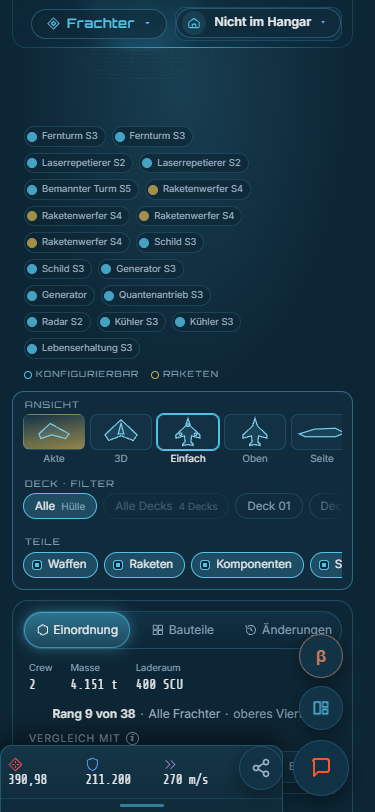 Frachter Nicht im Hangar
Fernturm S3 Fernturm S3
Laserrepetierer S2 Laserrepetierer S2
Bemannter Turm S5 Raketenwerfer S4
Raketenwerfer S4 Raketenwerfer S4
Raketenwerfer S4 Schild S3
Schild S3 Generator S3
Generator Quantenantrieb S3
Radar S2 Kühler S3 Kühler S3
Lebenserhaltung S3
KONFIGURIERBAR RAKETEN
ANSICHT
Akte 3D Einfach Oben Seite
DECK · FILTER
Alle Hülle Alle Decks 4 Decks Deck 01 Dec
TEILE
Waffen Raketen Komponenten S
Einordnung Bauteile Änderungen
Crew Masse Laderaum
2 4.151 t 400 SCU
β
Rang 9 von 38 · Alle Frachter · oberes Vier
VERGLEICH MIT
390,98 211.200 270 m/s